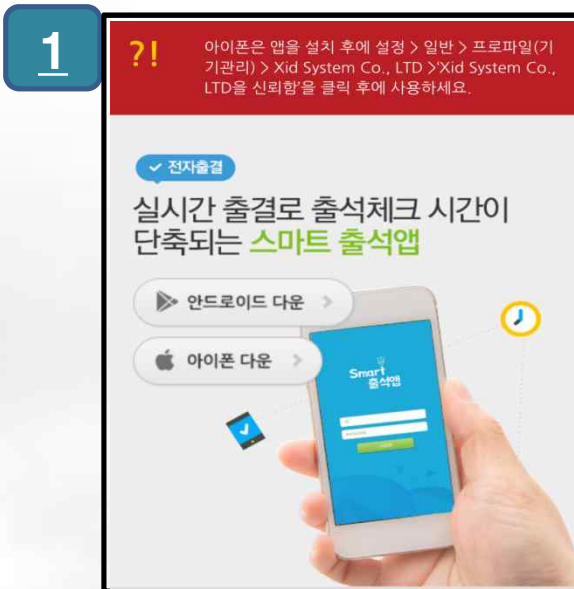 1
?!
아이폰은 앱을 설치 후에 설정 > 일반 > 프로파일(기
기관리) > Xid System Co., LTD >'Xid System Co.,
LTD을 신뢰함'을 클릭 후에 사용하세요.
전자출결
실시간 출결로 출석체크 시간이
단축되는 스마트 출석앱
안드로이드 다운 >
아이폰 다운 >
Smart
출석앱